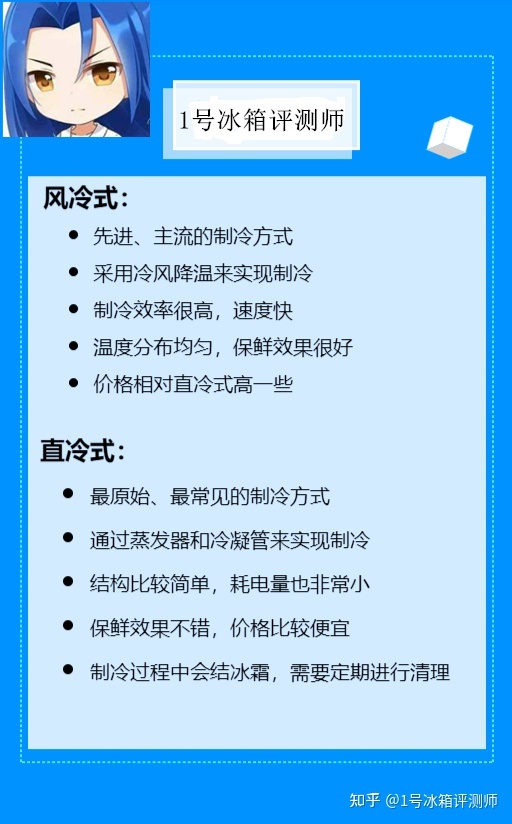 1号冰箱评测师
风冷式：
先进、主流的制冷方式
采用冷风降温来实现制冷
制冷效率很高，速度快
温度分布均匀，保鲜效果很好
价格相对直冷式高一些
直冷式：
最原始、最常见的制冷方式
通过蒸发器和冷凝管来实现制冷
结构比较简单，耗电量也非常小
保鲜效果不错，价格比较便宜
制冷过程中会结冰霜，需要定期进行清理
知乎 @1号冰箱评测师